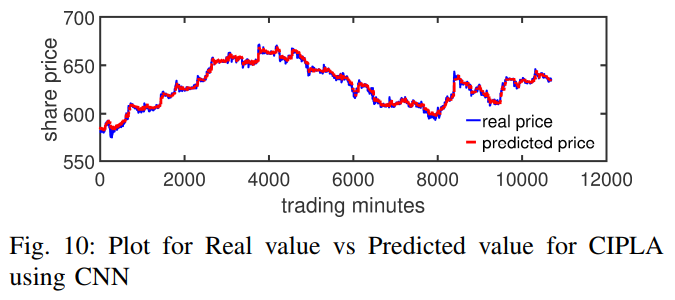 700
650
600
550
share price
real price
predicted price
0 2000 4000 6000 8000 10000 12000
trading minutes
Fig. 10: Plot for Real value vs Predicted value for CIPLA
using CNN